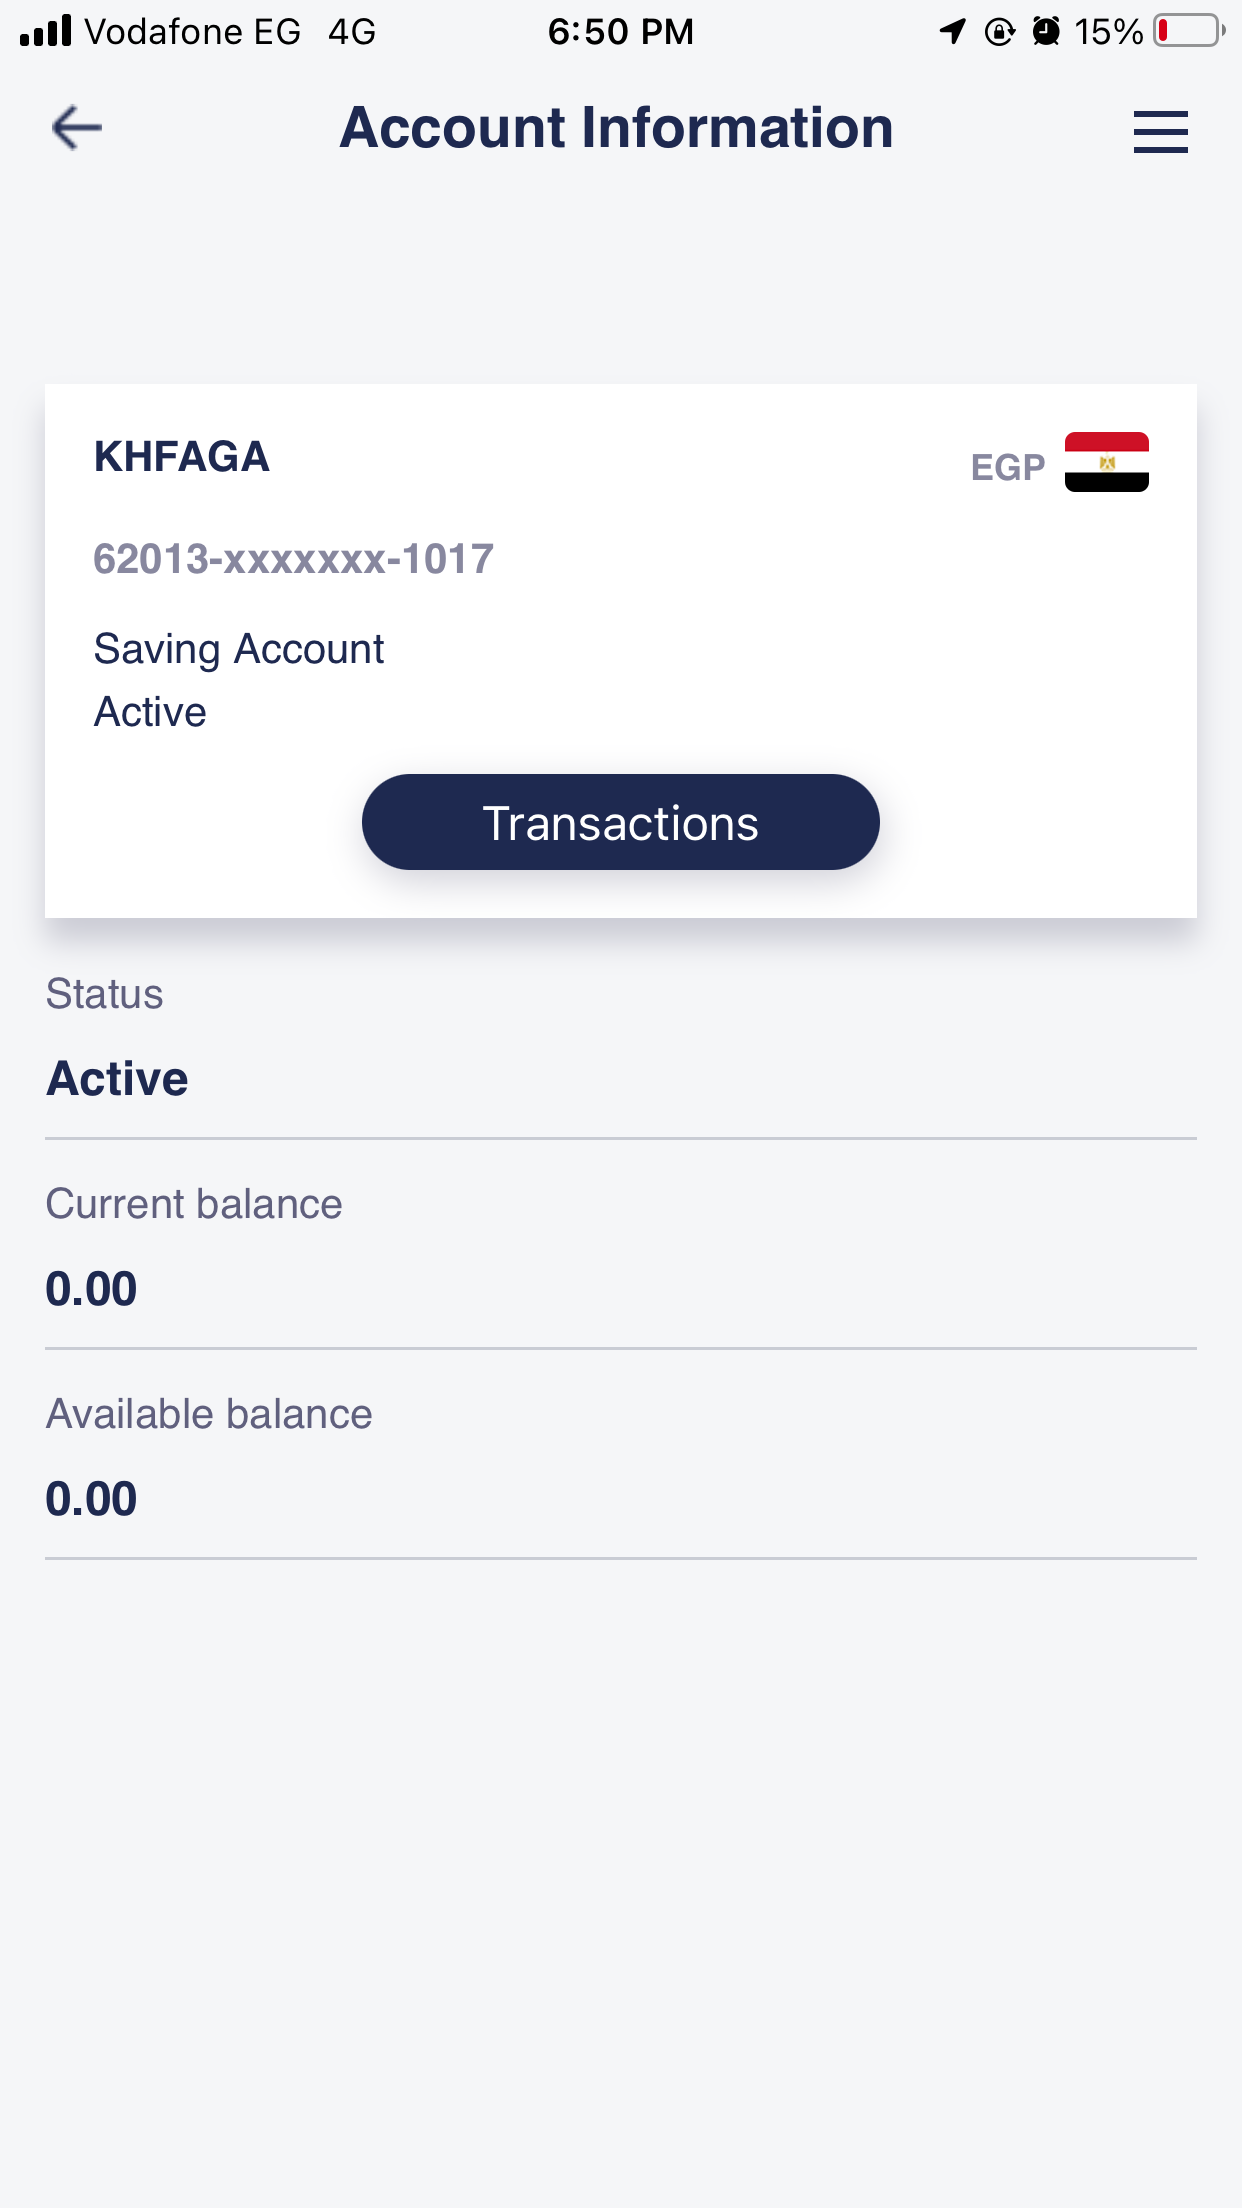 Vodafone EG 4G 6:50 PM 15%
Account Information
KHFAGA
EGP
62013-xxxxxxx-1017
Saving Account
Active
Transactions
Status
Active
Current balance
0.00
Available balance
0.00